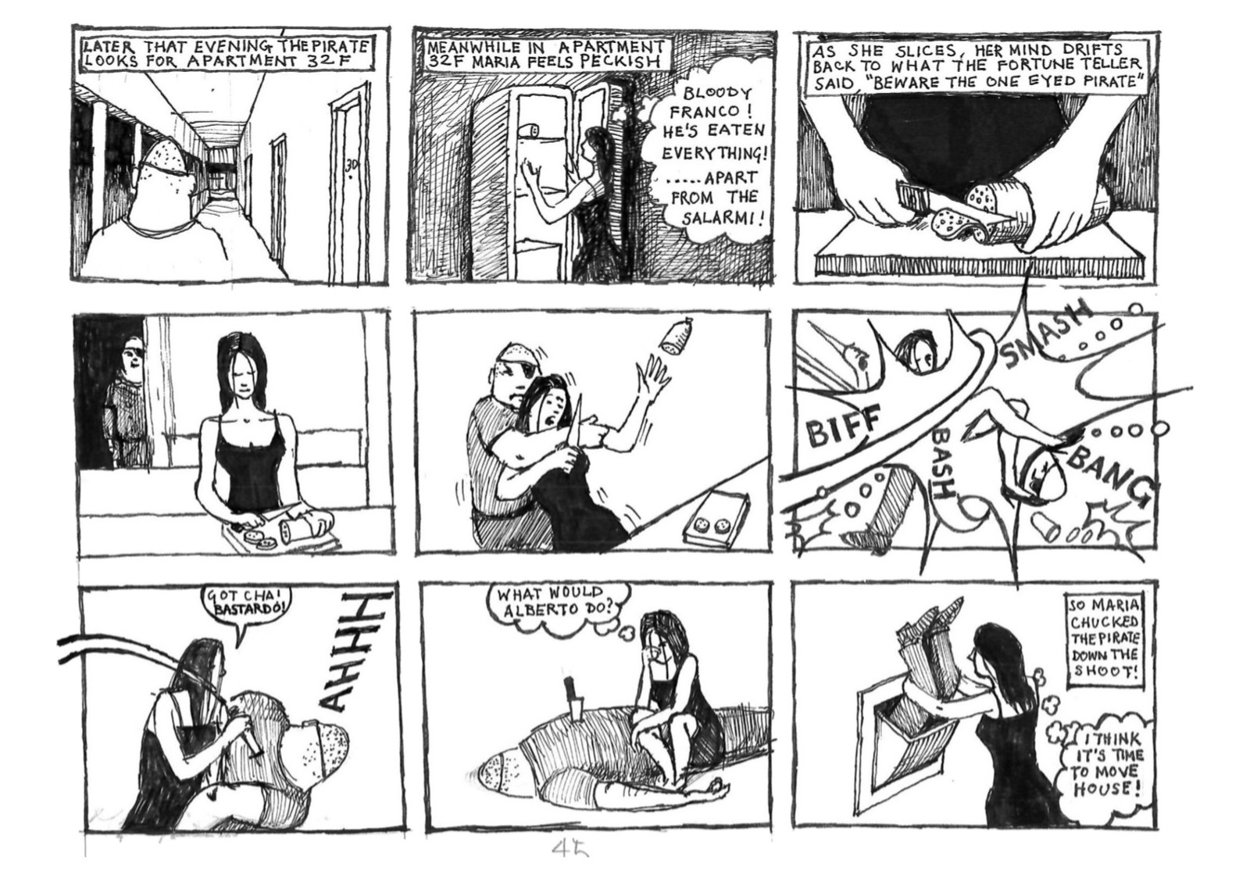 LATER THAT EVENING THE PIRATE
LOOKS FOR APARTMENT 32F
3D
MEANWHILE IN APARTMENT
32F MARIA FEELS PECKISH
BLOODY
FRANCO!
HE'S EATEN
EVERYTHING!
.....APART
FROM THE
SALARMI!
AS SHE SLICES, HER MIND DRIFTS
BACK TO WHAT THE FORTUNE TELLER
SAID, "BEWARE THE ONE EYED PIRATE"
SMASH
BIFF
BASH
BANG
GOT CHA!
BASTARDO!
AHHH
WHAT WOULD
ALBERTO DO?
SO MARIA
CHUCKED
THE PIRATE
DOWN THE
SHOOT!
I THINK
IT'S TIME
TO MOVE
HOUSE!
45